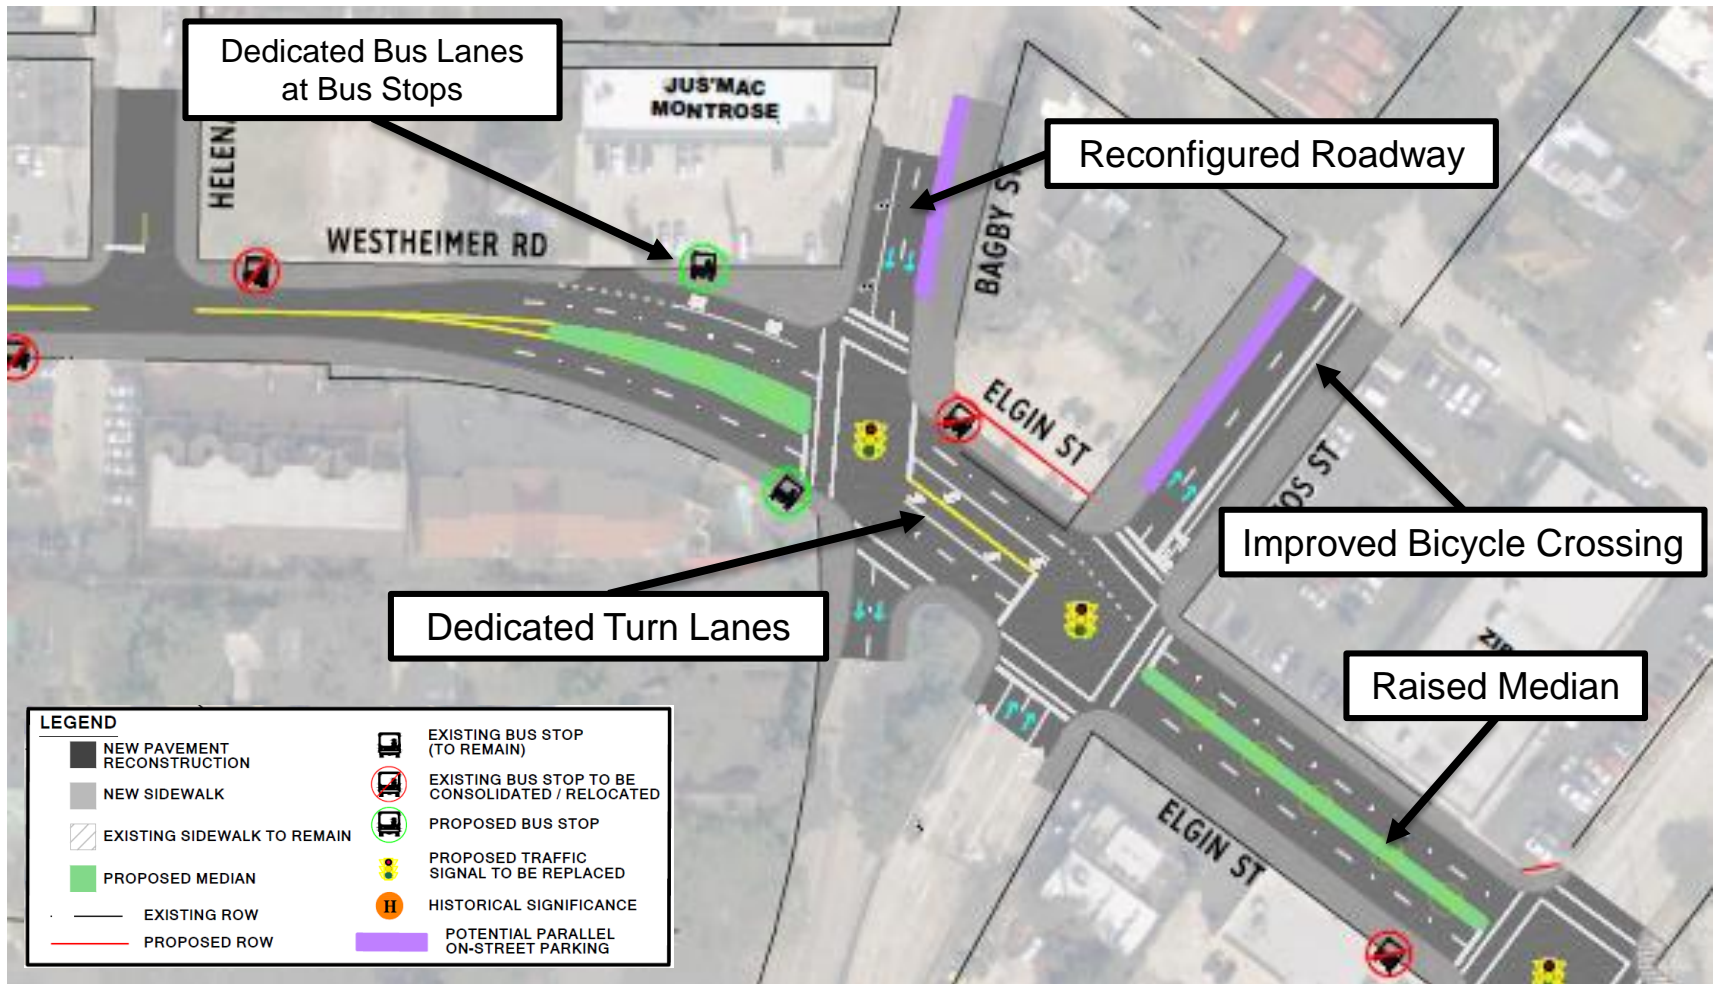 Dedicated Bus Lanes
at Bus Stops
JUS'MAC
MONTROSE
Reconfigured Roadway
WESTHEIMER RD
ELGIN ST
Improved Bicycle Crossing
Dedicated Turn Lanes
Raised Median
ELGIN ST
LEGEND
NEW PAVEMENT
RECONSTRUCTION
NEW SIDEWALK
EXISTING SIDEWALK TO REMAIN
PROPOSED MEDIAN
EXISTING ROW
PROPOSED ROW
EXISTING BUS STOP
(TO REMAIN)
EXISTING BUS STOP TO BE
CONSOLIDATED / RELOCATED
PROPOSED BUS STOP
PROPOSED TRAFFIC
SIGNAL TO BE REPLACED
H
HISTORICAL SIGNIFICANCE
POTENTIAL PARALLEL
ON-STREET PARKING
BAGBY
ST